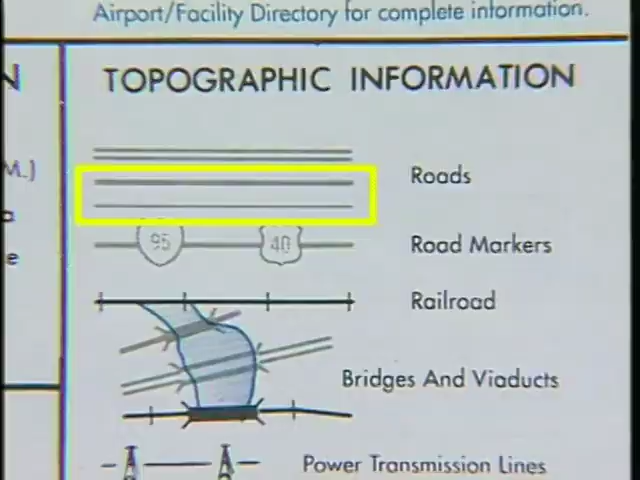 Airport/Facility Directory for complete information.
N
TOPOGRAPHIC INFORMATION
M.)
a
e
Roads
95
40
Road Markers
Railroad
Bridges And Viaducts
Power Transmission Lines